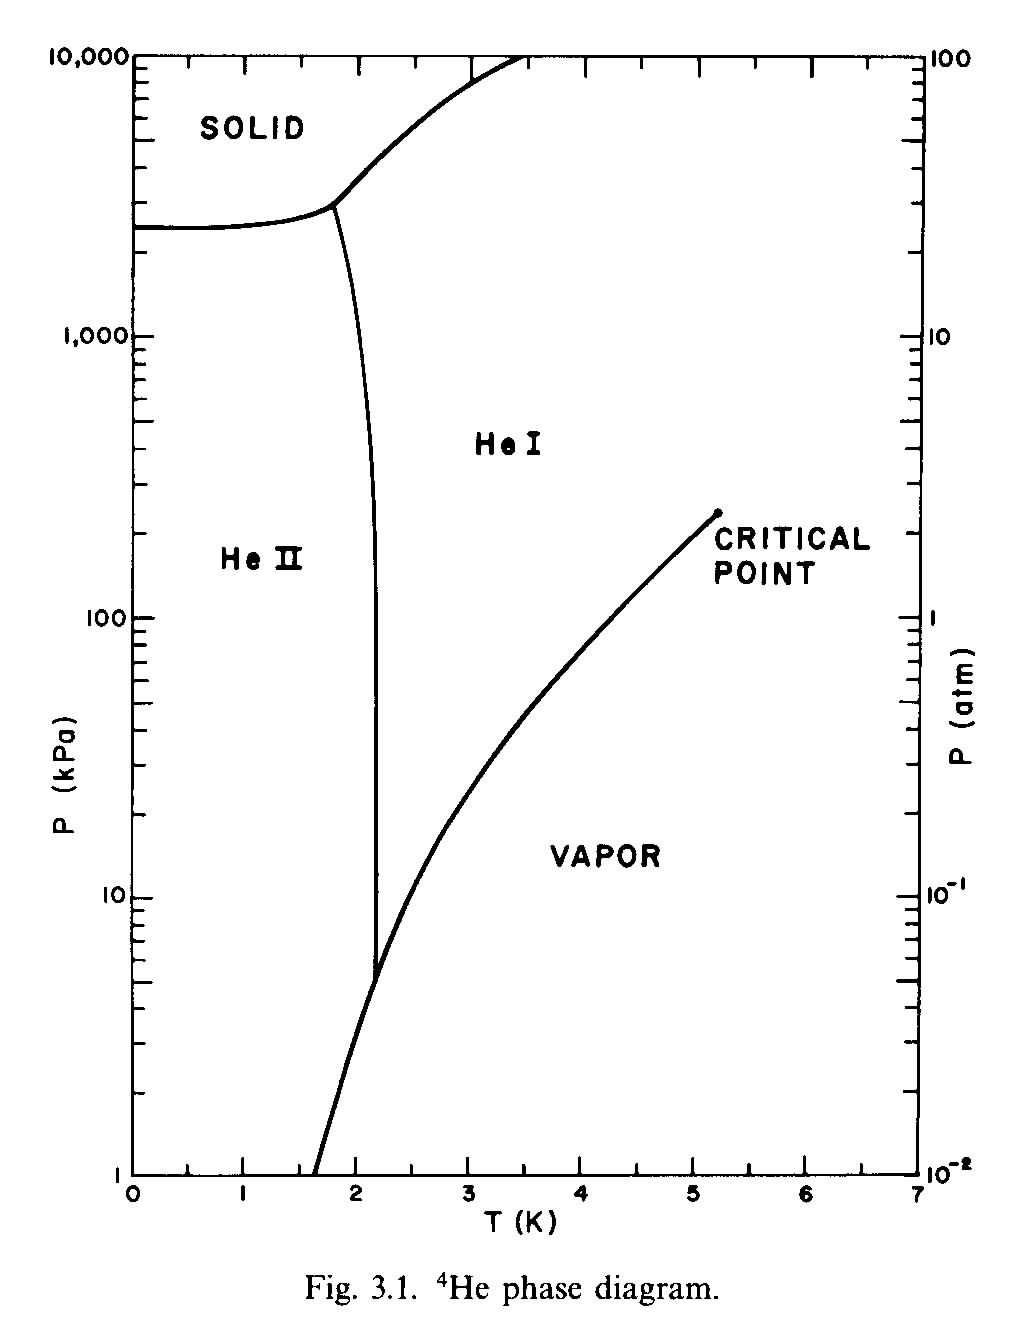 10,000
100
SOLID
1,000
10
He I
He II
CRITICAL
POINT
100
1
P (kPa)
P (atm)
VAPOR
10
10⁻¹
1
10⁻²
0 1 2 3 4 5 6 7
T (K)
Fig. 3.1. ⁴He phase diagram.